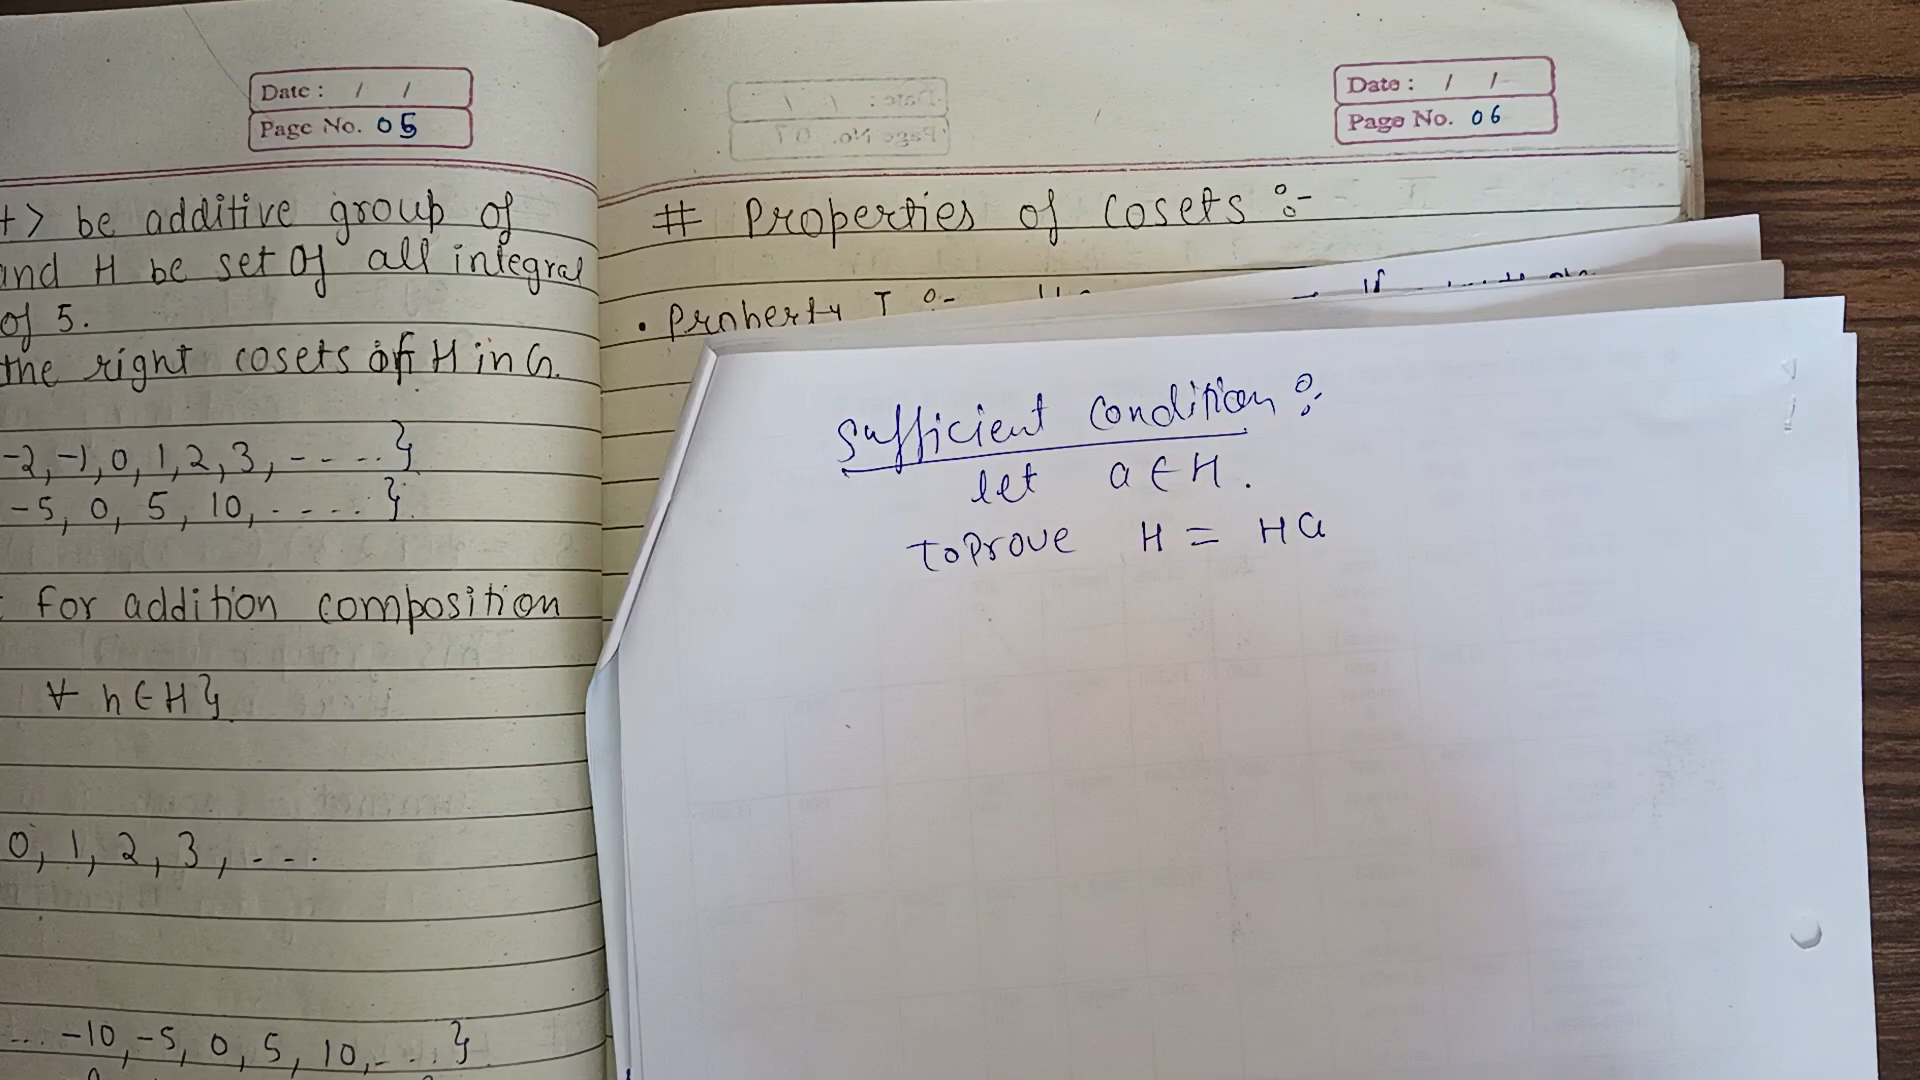 Date : / /
Page No. 05
+> be additive group of
and H be set of all integral
of 5.
the right cosets of H in G.
-2, -1, 0, 1, 2, 3, - - - - }
-5, 0, 5, 10, - - - - }.
for addition composition
∀ h ∈ H }.
0, 1, 2, 3, - - -
... -10, -5, 0, 5, 10, - - - }
Date : / /
Page No. 06
# Properties of cosets :-
• Property I :-
Sufficient Condition :-
let a ∈ H.
to Prove H = Ha